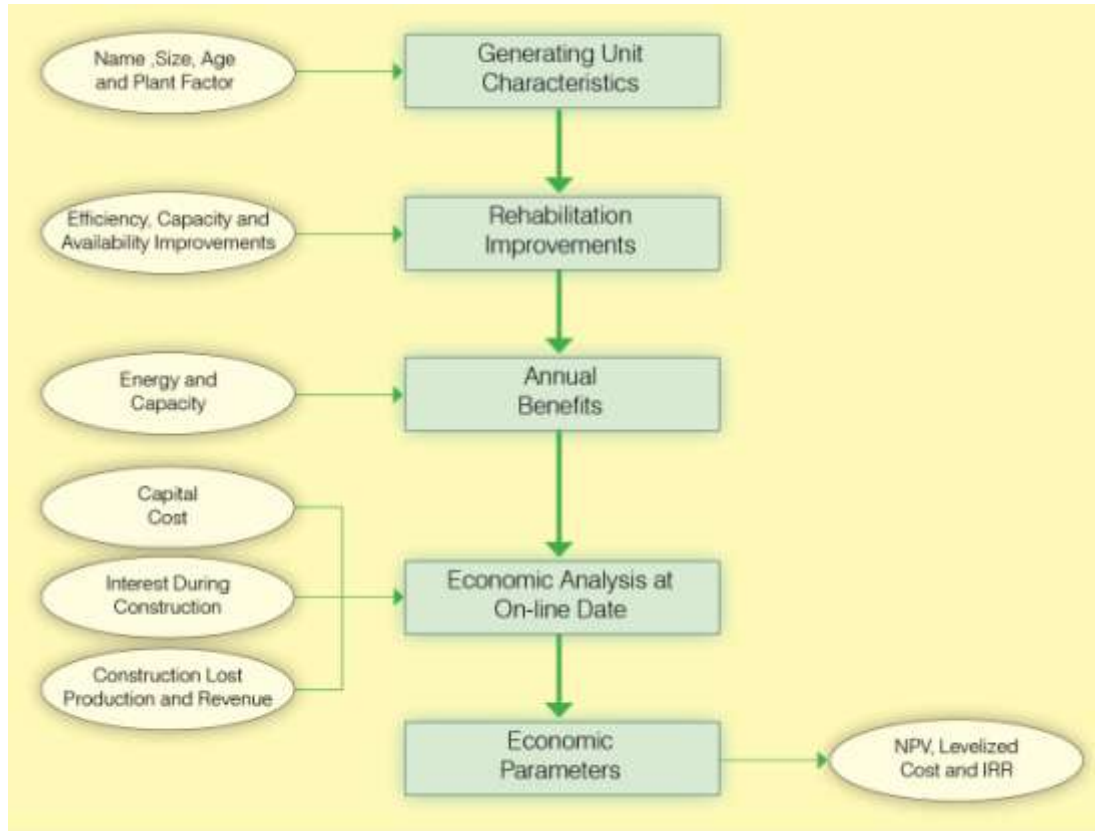 Name ,Size, Age
and Plant Factor
Generating Unit
Characteristics
Efficiency, Capacity and
Availability Improvements
Rehabilitation
Improvements
Energy and
Capacity
Annual
Benefits
Capital
Cost
Interest During
Construction
Economic Analysis at
On-line Date
Construction Lost
Production and Revenue
Economic
Parameters
NPV, Levelized
Cost and IRR